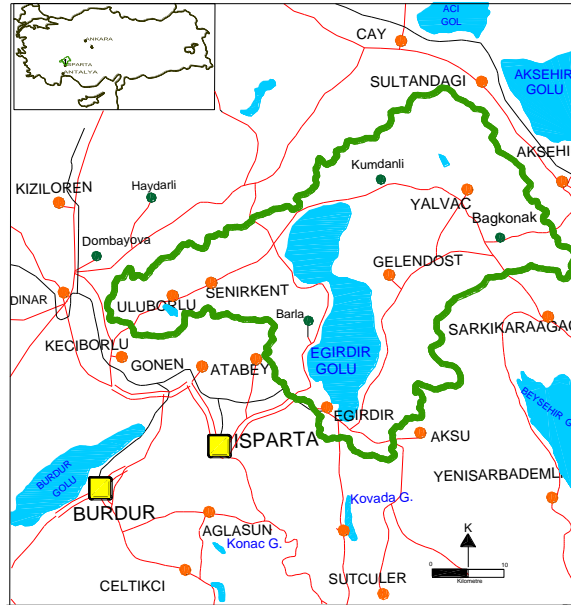 ANKARA
ISPARTA
ANTALYA
ACI
GOL
CAY
SULTANDAGI
AKSEHIR
GOLU
AKSEHI
KIZILOREN
Haydarli
Kumdanli
YALVAC
Bagkonak
Dombayova
GELENDOST
DINAR
ULUBORLU
SENIRKENT
Barla
SARKIKARAAGAC
KECIBORLU
GONEN
ATABEY
EGIRDIR
GOLU
BEYSEHIR G
EGIRDIR
AKSU
ISPARTA
BURDUR
GOLU
YENISARBADEMLI
Kovada G.
BURDUR
AGLASUN
Konac G.
K
0
10
Kilometre
CELTIKCI
SUTCULER